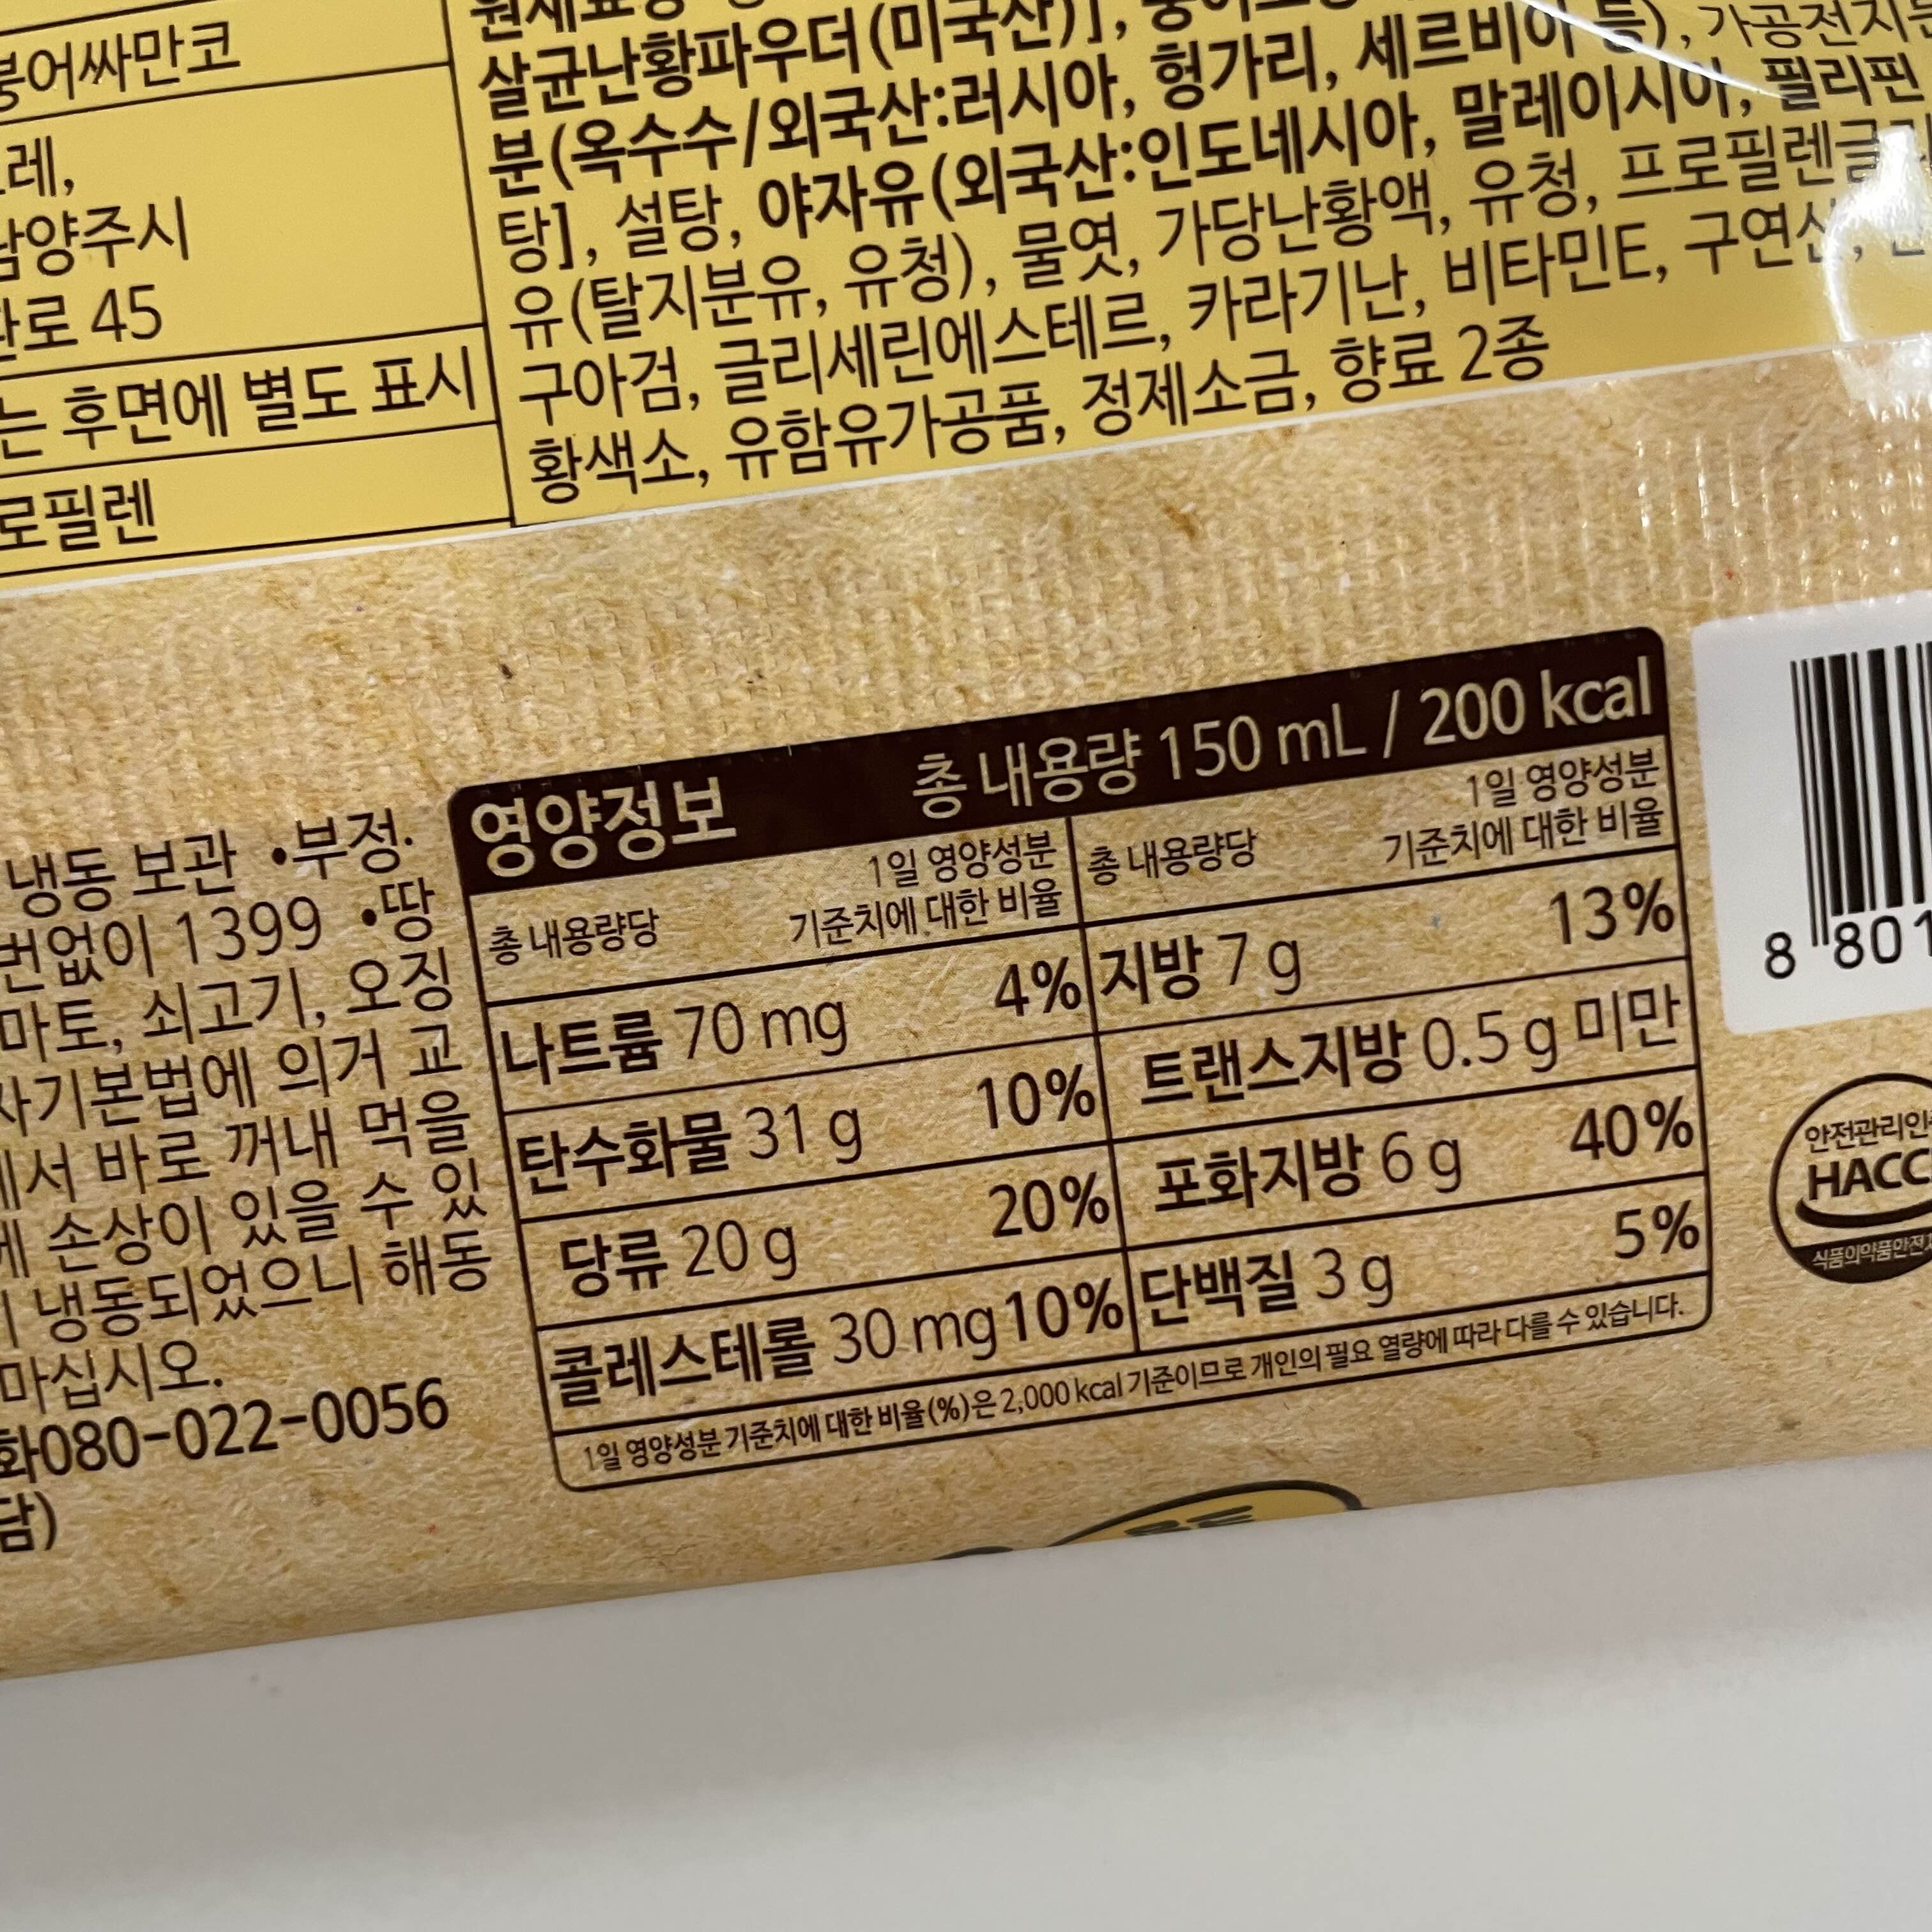 붕어싸만코
레,
남양주시
로 45
는 후면에 별도 표시
로필렌
살균난황파우더(미국산)],
분(옥수수/외국산:러시아, 헝가리, 세르비아 등), 가공전지분
탕], 설탕, 야자유(외국산:인도네시아, 말레이시아, 필리핀
유(탈지분유, 유청), 물엿, 가당난황액, 유청, 프로필렌글리
구아검, 글리세린에스테르, 카라기난, 비타민E, 구연산,
황색소, 유함유가공품, 정제소금, 향료 2종
냉동 보관 •부정·
번없이 1399 •땅
마토, 쇠고기, 오징
자기본법에 의거 교
에서 바로 꺼내 먹을
에 손상이 있을 수 있
냉동되었으니 해동
마십시오.
화080-022-0056
담)
영양정보 총 내용량 150 mL / 200 kcal
총 내용량당 1일 영양성분 기준치에 대한 비율
총 내용량당 1일 영양성분 기준치에 대한 비율
나트륨 70 mg 4% 지방 7 g 13%
탄수화물 31 g 10% 트랜스지방 0.5 g 미만
당류 20 g 20% 포화지방 6 g 40%
콜레스테롤 30 mg 10% 단백질 3 g 5%
1일 영양성분 기준치에 대한 비율(%)은 2,000 kcal 기준이므로 개인의 필요 열량에 따라 다를 수 있습니다.
8 801
안전관리인
HACC
식품의약품안전